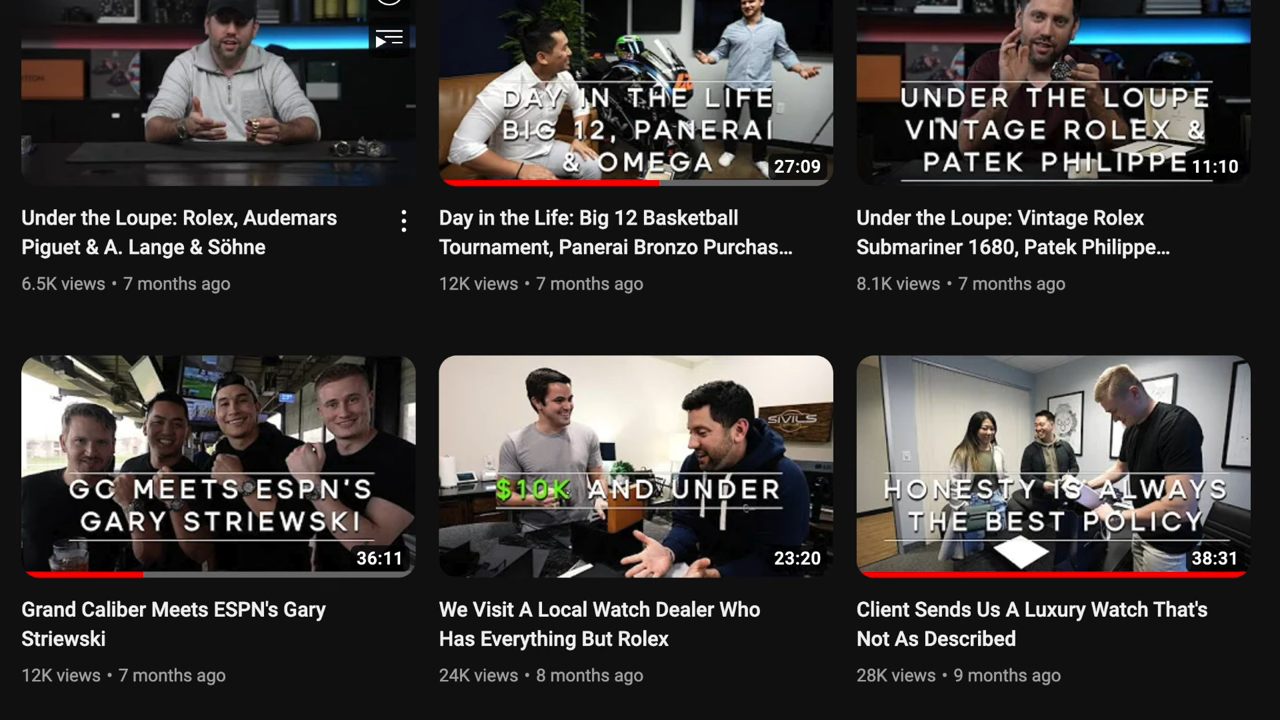 DAY IN THE LIFE
BIG 12, PANERAI
& OMEGA
27:09
UNDER THE LOUPE
VINTAGE ROLEX &
PATEK PHILIPPE
11:10
Under the Loupe: Rolex, Audemars
Piguet & A. Lange & Söhne
6.5K views • 7 months ago
Day in the Life: Big 12 Basketball
Tournament, Panerai Bronzo Purchas...
12K views • 7 months ago
Under the Loupe: Vintage Rolex
Submariner 1680, Patek Philippe...
8.1K views • 7 months ago
GC MEETS ESPN'S
GARY STRIEWSKI
36:11
SIVILS
$10K AND UNDER
23:20
HONESTY IS ALWAYS
THE BEST POLICY
38:31
Grand Caliber Meets ESPN's Gary
Striewski
12K views • 7 months ago
We Visit A Local Watch Dealer Who
Has Everything But Rolex
24K views • 8 months ago
Client Sends Us A Luxury Watch That's
Not As Described
28K views • 9 months ago